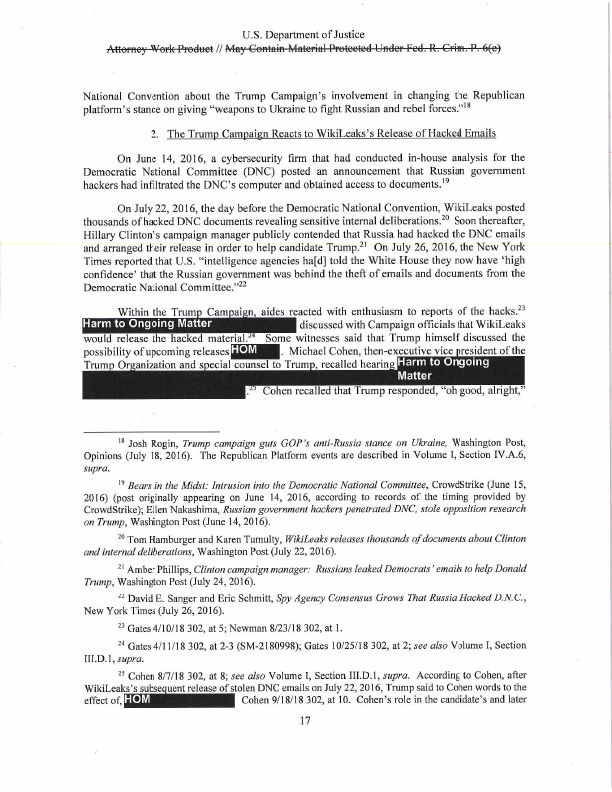 U.S. Department of Justice
Attorney Work Product // May Contain Material Protected Under Fed. R. Crim. P. 6(e)
National Convention about the Trump Campaign's involvement in changing the Republican
platform's stance on giving "weapons to Ukraine to fight Russian and rebel forces."18
2. The Trump Campaign Reacts to WikiLeaks's Release of Hacked Emails
On June 14, 2016, a cybersecurity firm that had conducted in-house analysis for the
Democratic National Committee (DNC) posted an announcement that Russian government
hackers had infiltrated the DNC's computer and obtained access to documents.19
On July 22, 2016, the day before the Democratic National Convention, WikiLeaks posted
thousands of hacked DNC documents revealing sensitive internal deliberations.20 Soon thereafter,
Hillary Clinton's campaign manager publicly contended that Russia had hacked the DNC emails
and arranged their release in order to help candidate Trump.21 On July 26, 2016, the New York
Times reported that U.S. "intelligence agencies ha[d] told the White House they now have 'high
confidence' that the Russian government was behind the theft of emails and documents from the
Democratic National Committee."22
Within the Trump Campaign, aides reacted with enthusiasm to reports of the hacks.23
Harm to Ongoing Matter discussed with Campaign officials that WikiLeaks
would release the hacked material.24 Some witnesses said that Trump himself discussed the
possibility of upcoming releases HOM . Michael Cohen, then-executive vice president of the
Trump Organization and special counsel to Trump, recalled hearing Harm to Ongoing
Matter
.25 Cohen recalled that Trump responded, "oh good, alright,"
18 Josh Rogin, Trump campaign guts GOP's anti-Russia stance on Ukraine, Washington Post,
Opinions (July 18, 2016). The Republican Platform events are described in Volume I, Section IV.A.6,
supra.
19 Bears in the Midst: Intrusion into the Democratic National Committee, CrowdStrike (June 15,
2016) (post originally appearing on June 14, 2016, according to records of the timing provided by
CrowdStrike); Ellen Nakashima, Russian government hackers penetrated DNC, stole opposition research
on Trump, Washington Post (June 14, 2016).
20 Tom Hamburger and Karen Tumulty, WikiLeaks releases thousands of documents about Clinton
and internal deliberations, Washington Post (July 22, 2016).
21 Amber Phillips, Clinton campaign manager: Russians leaked Democrats' emails to help Donald
Trump, Washington Post (July 24, 2016).
22 David E. Sanger and Eric Schmitt, Spy Agency Consensus Grows That Russia Hacked D.N.C.,
New York Times (July 26, 2016).
23 Gates 4/10/18 302, at 5; Newman 8/23/18 302, at 1.
24 Gates 4/11/18 302, at 2-3 (SM-2180998); Gates 10/25/18 302, at 2; see also Volume I, Section
III.D.1, supra.
25 Cohen 8/7/18 302, at 8; see also Volume I, Section III.D.1, supra. According to Cohen, after
WikiLeaks's subsequent release of stolen DNC emails on July 22, 2016, Trump said to Cohen words to the
effect of, HOM Cohen 9/18/18 302, at 10. Cohen's role in the candidate's and later
17